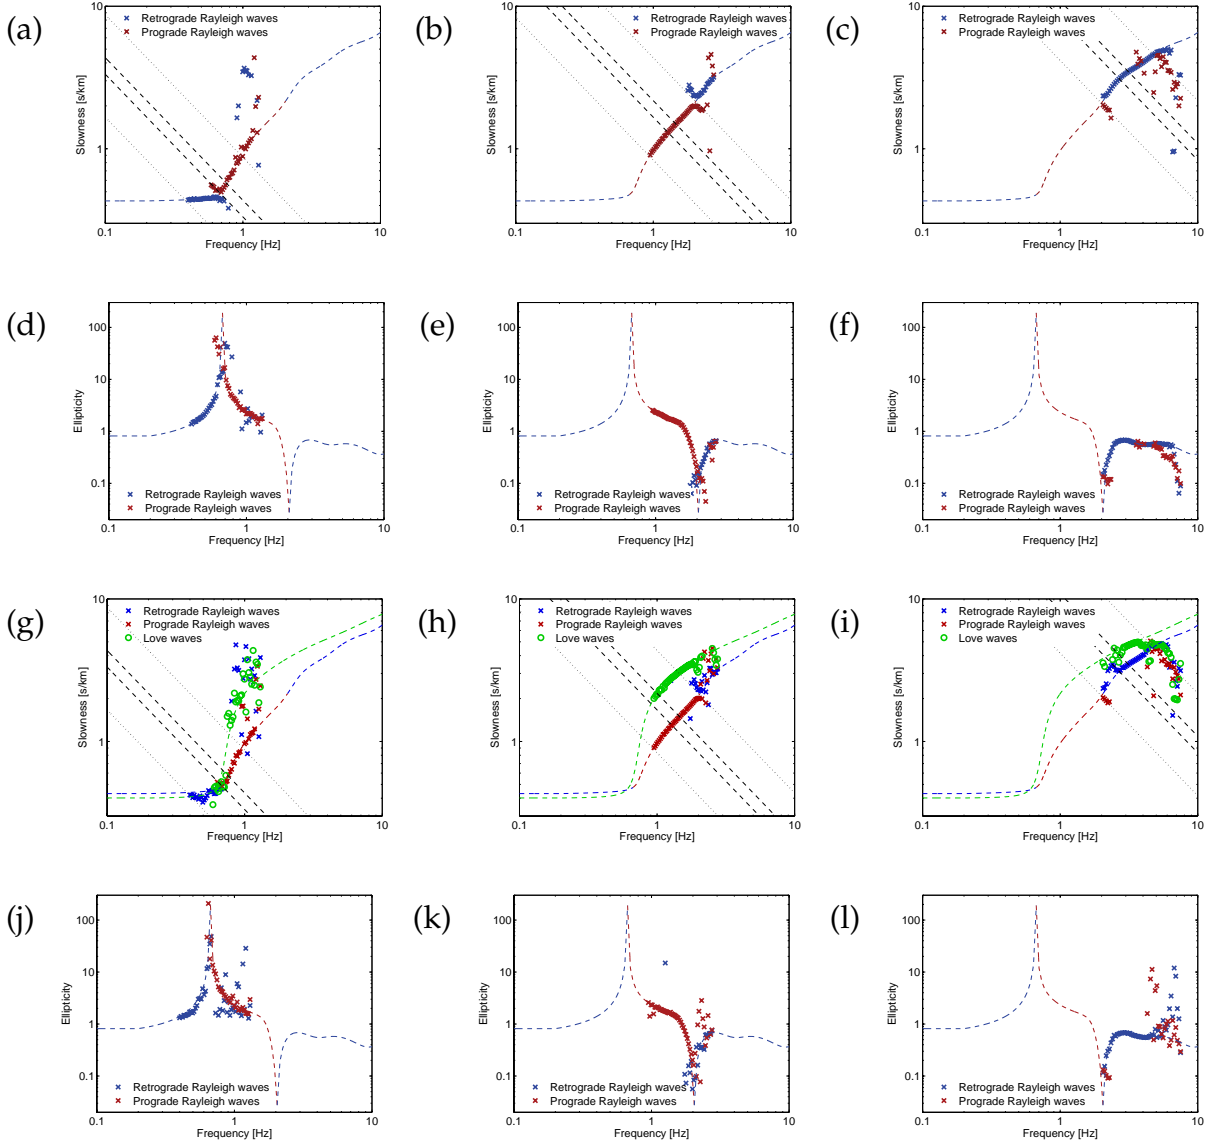 (a)
10
1
Slowness [s/km]
Retrograde Rayleigh waves
Prograde Rayleigh waves
0.1
1
10
Frequency [Hz]
(b)
10
1
Slowness [s/km]
Retrograde Rayleigh waves
Prograde Rayleigh waves
0.1
1
10
Frequency [Hz]
(c)
10
1
Slowness [s/km]
Retrograde Rayleigh waves
Prograde Rayleigh waves
0.1
1
10
Frequency [Hz]
(d)
100
10
1
0.1
Ellipticity
Retrograde Rayleigh waves
Prograde Rayleigh waves
0.1
1
10
Frequency [Hz]
(e)
100
10
1
0.1
Ellipticity
Retrograde Rayleigh waves
Prograde Rayleigh waves
0.1
1
10
Frequency [Hz]
(f)
100
10
1
0.1
Ellipticity
Retrograde Rayleigh waves
Prograde Rayleigh waves
0.1
1
10
Frequency [Hz]
(g)
10
1
Slowness [s/km]
Retrograde Rayleigh waves
Prograde Rayleigh waves
Love waves
0.1
1
10
Frequency [Hz]
(h)
10
1
Slowness [s/km]
Retrograde Rayleigh waves
Prograde Rayleigh waves
Love waves
0.1
1
10
Frequency [Hz]
(i)
10
1
Slowness [s/km]
Retrograde Rayleigh waves
Prograde Rayleigh waves
Love waves
0.1
1
10
Frequency [Hz]
(j)
100
10
1
0.1
Ellipticity
Retrograde Rayleigh waves
Prograde Rayleigh waves
0.1
1
10
Frequency [Hz]
(k)
100
10
1
0.1
Ellipticity
Retrograde Rayleigh waves
Prograde Rayleigh waves
0.1
1
10
Frequency [Hz]
(l)
100
10
1
0.1
Ellipticity
Retrograde Rayleigh waves
Prograde Rayleigh waves
0.1
1
10
Frequency [Hz]